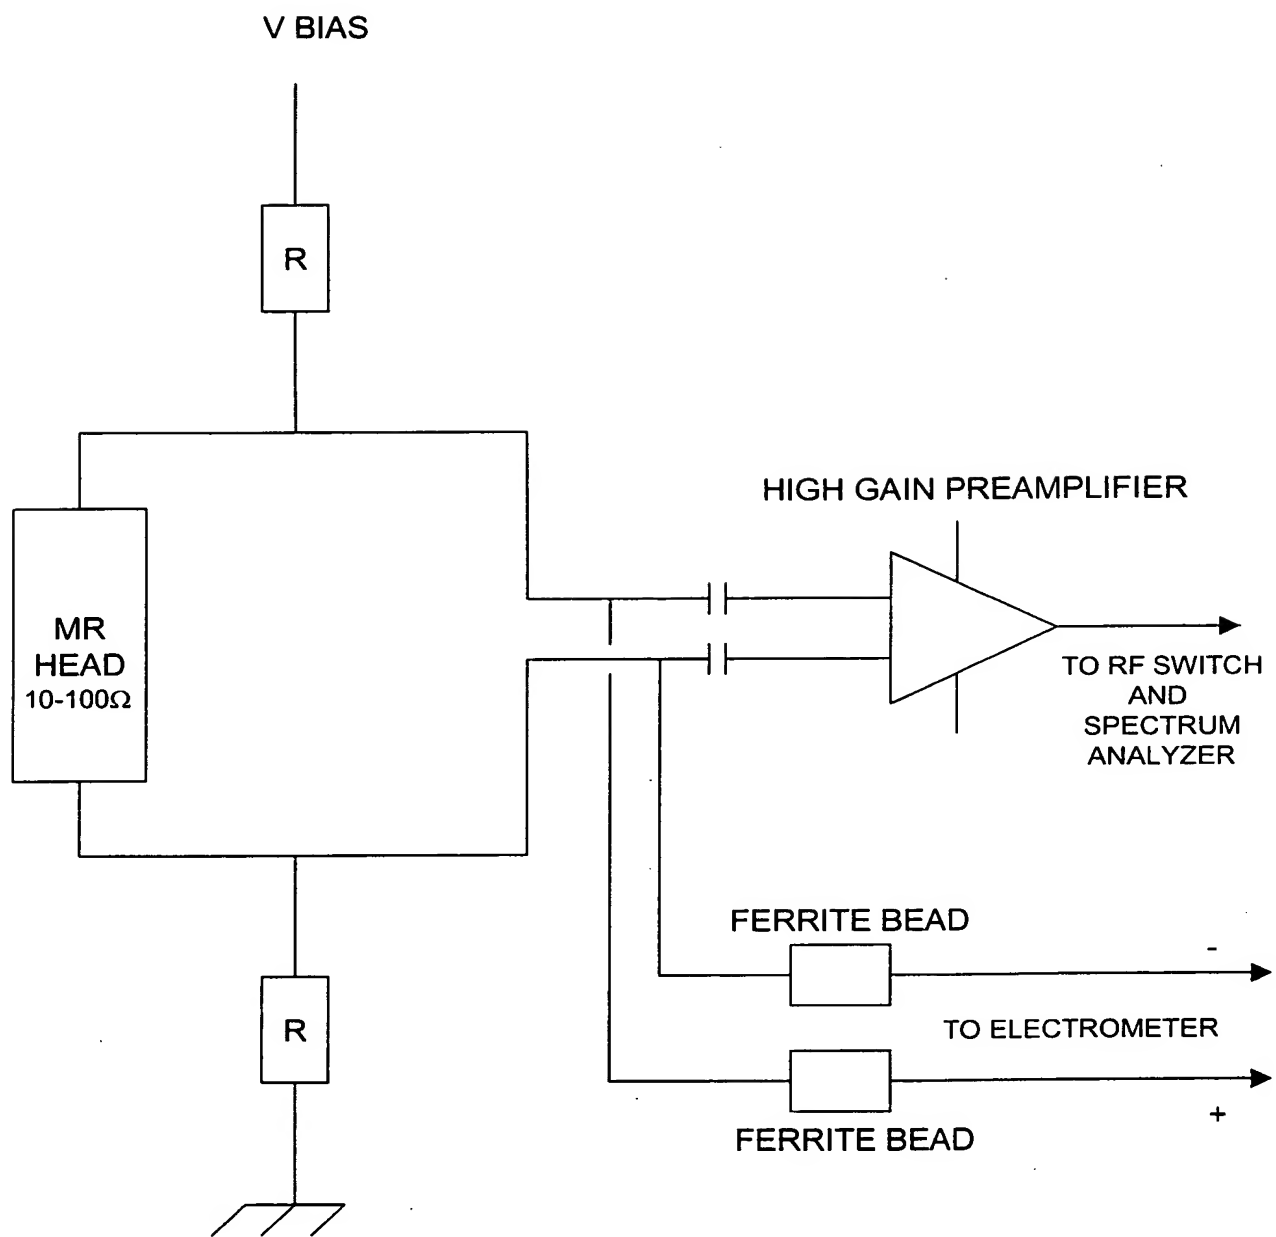 V BIAS
R
HIGH GAIN PREAMPLIFIER
MR
HEAD
10-100Ω
TO RF SWITCH
AND
SPECTRUM
ANALYZER
FERRITE BEAD
-
R
TO ELECTROMETER
+
FERRITE BEAD